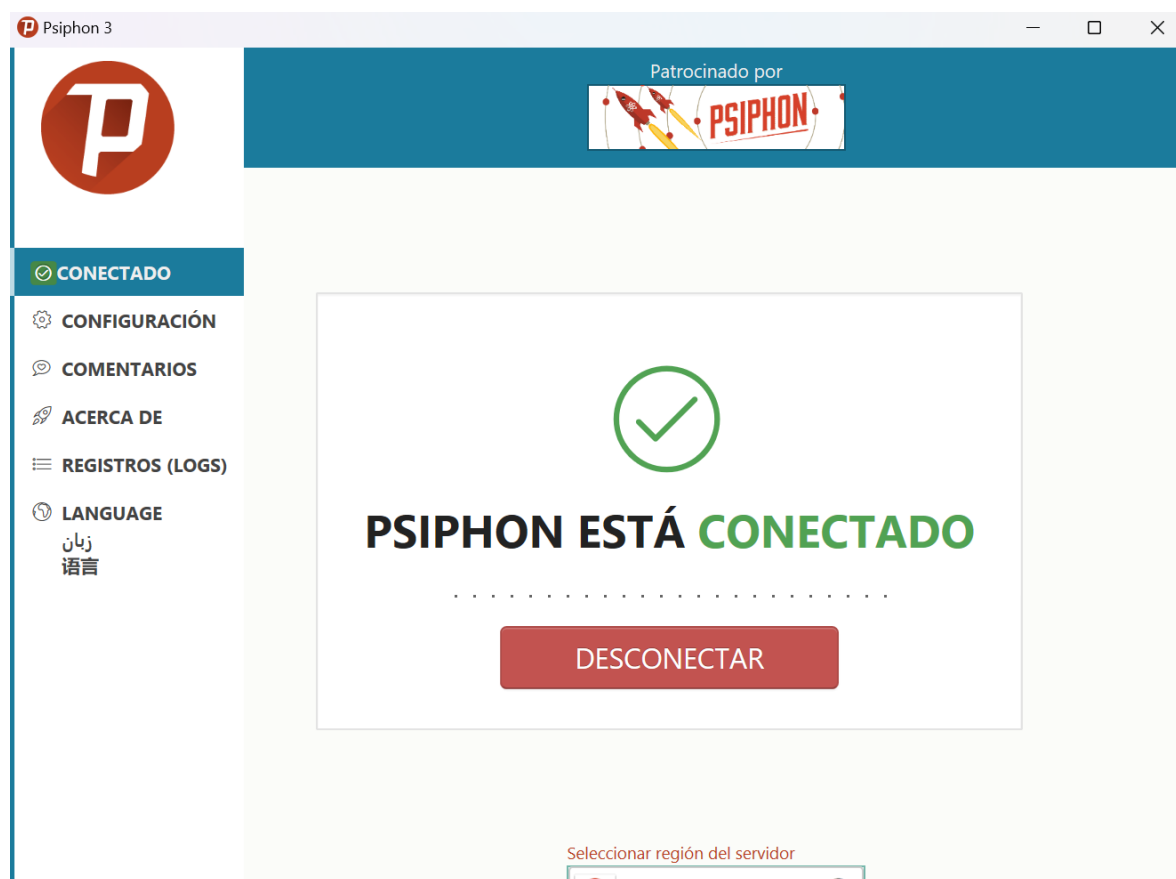 Psiphon 3
Patrocinado por
PSIPHON
CONECTADO
CONFIGURACIÓN
COMENTARIOS
ACERCA DE
REGISTROS (LOGS)
LANGUAGE
زبان
语言
PSIPHON ESTÁ CONECTADO
DESCONECTAR
Seleccionar región del servidor